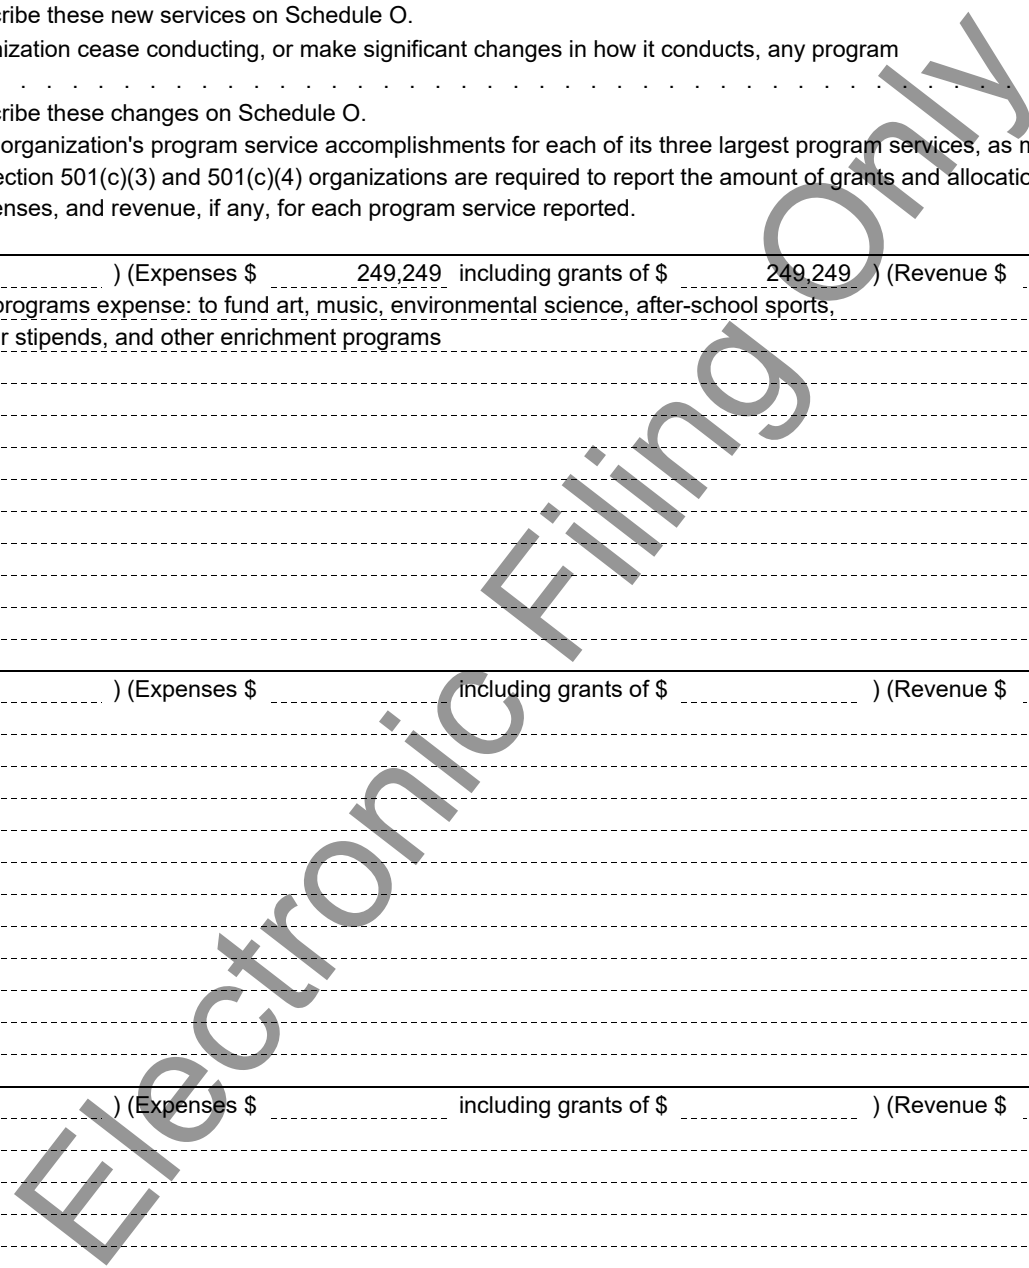 ribe these new services on Schedule O.
nization cease conducting, or make significant changes in how it conducts, any program
. . . . . . . . . . . . . . . . . . . . . . . . . . . . . . . . . . . . . . .
ribe these changes on Schedule O.
organization's program service accomplishments for each of its three largest program services, as m
ection 501(c)(3) and 501(c)(4) organizations are required to report the amount of grants and allocatio
enses, and revenue, if any, for each program service reported.
) (Expenses $ 249,249 including grants of $ 249,249 ) (Revenue $
programs expense: to fund art, music, environmental science, after-school sports,
r stipends, and other enrichment programs
) (Expenses $ including grants of $ ) (Revenue $
) (Expenses $ including grants of $ ) (Revenue $
Electronic Filing Only